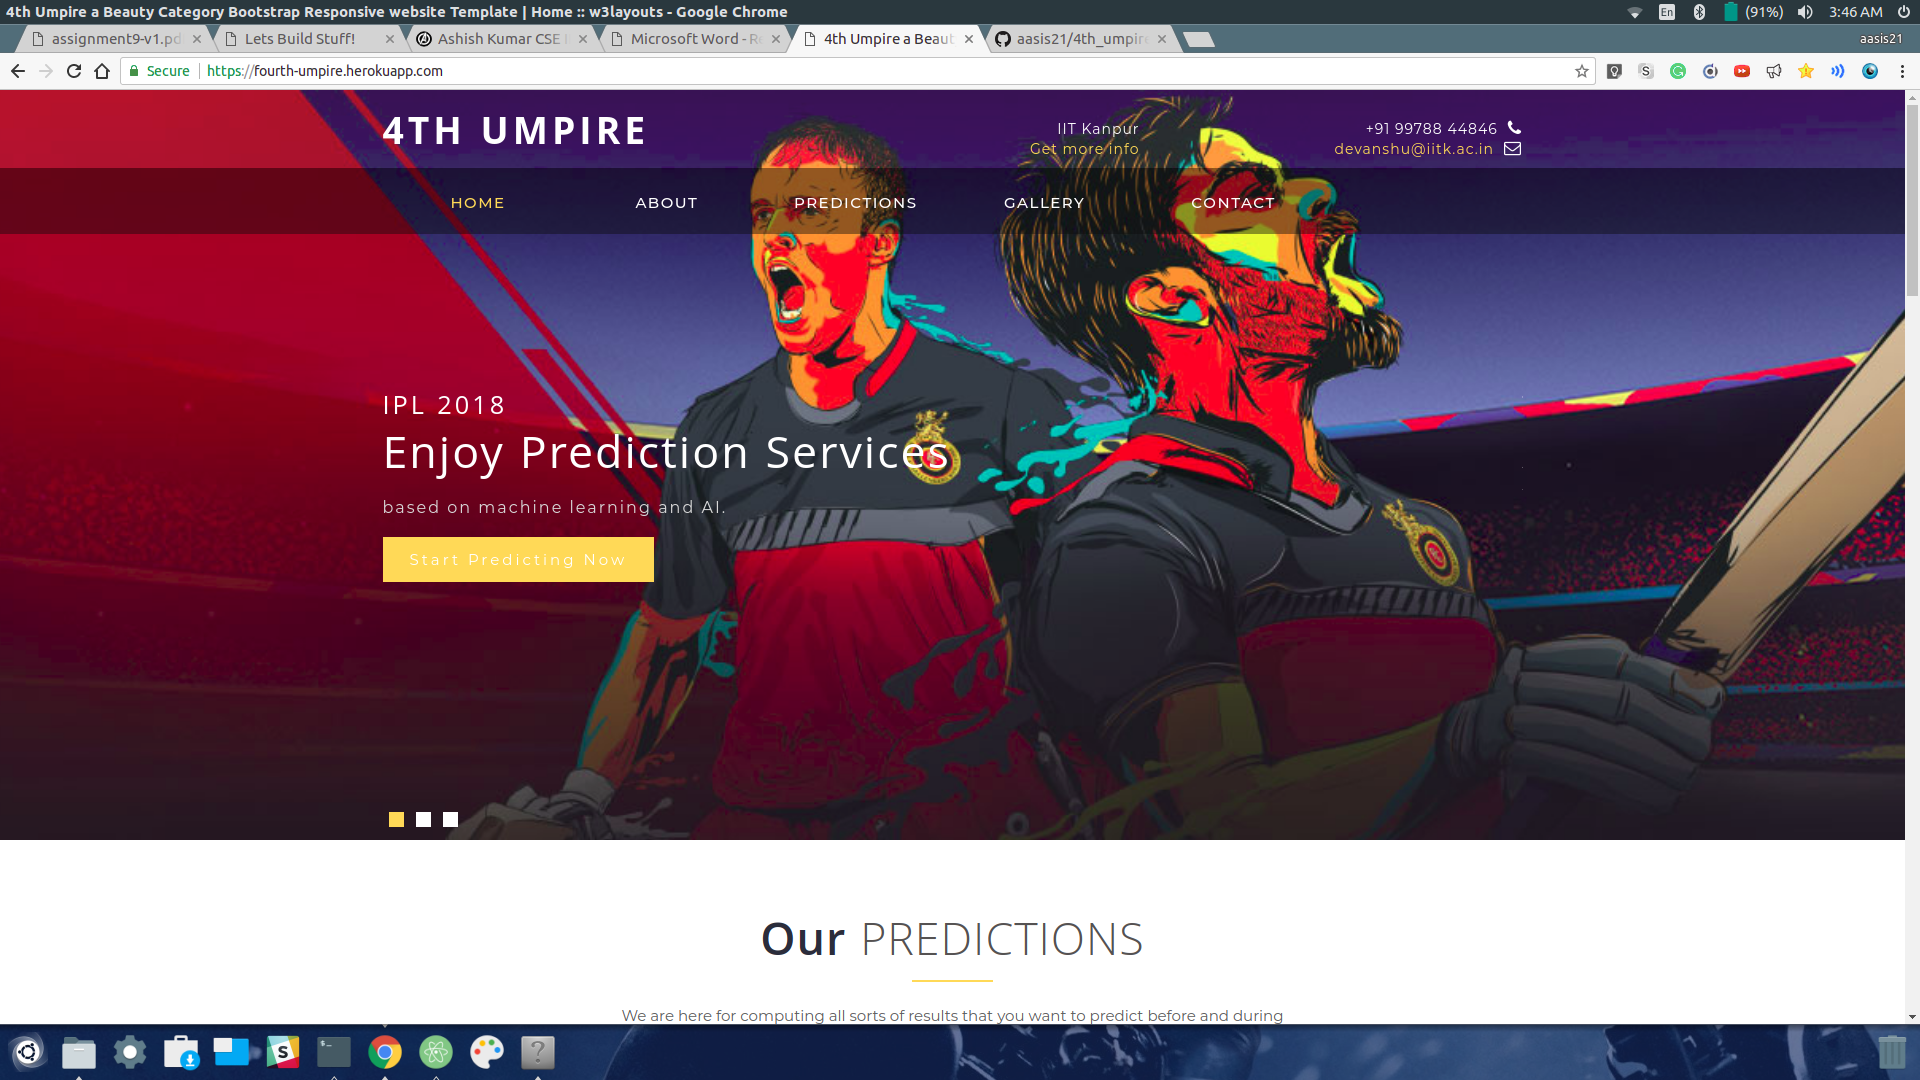 4th Umpire a Beauty Category Bootstrap Responsive website Template | Home :: w3layouts - Google Chrome
En
(91%)
3:46 AM
assignment9-v1.pd
Lets Build Stuff!
Ashish Kumar CSE
Microsoft Word - R
4th Umpire a Beaut
aasis21/4th_umpire
aasis21
Secure
https://fourth-umpire.herokuapp.com
4TH UMPIRE
IIT Kanpur
Get more info
+91 99788 44846
devanshu@iitk.ac.in
HOME
ABOUT
PREDICTIONS
GALLERY
CONTACT
IPL 2018
Enjoy Prediction Services
based on machine learning and AI.
Start Predicting Now
Our PREDICTIONS
We are here for computing all sorts of results that you want to predict before and during